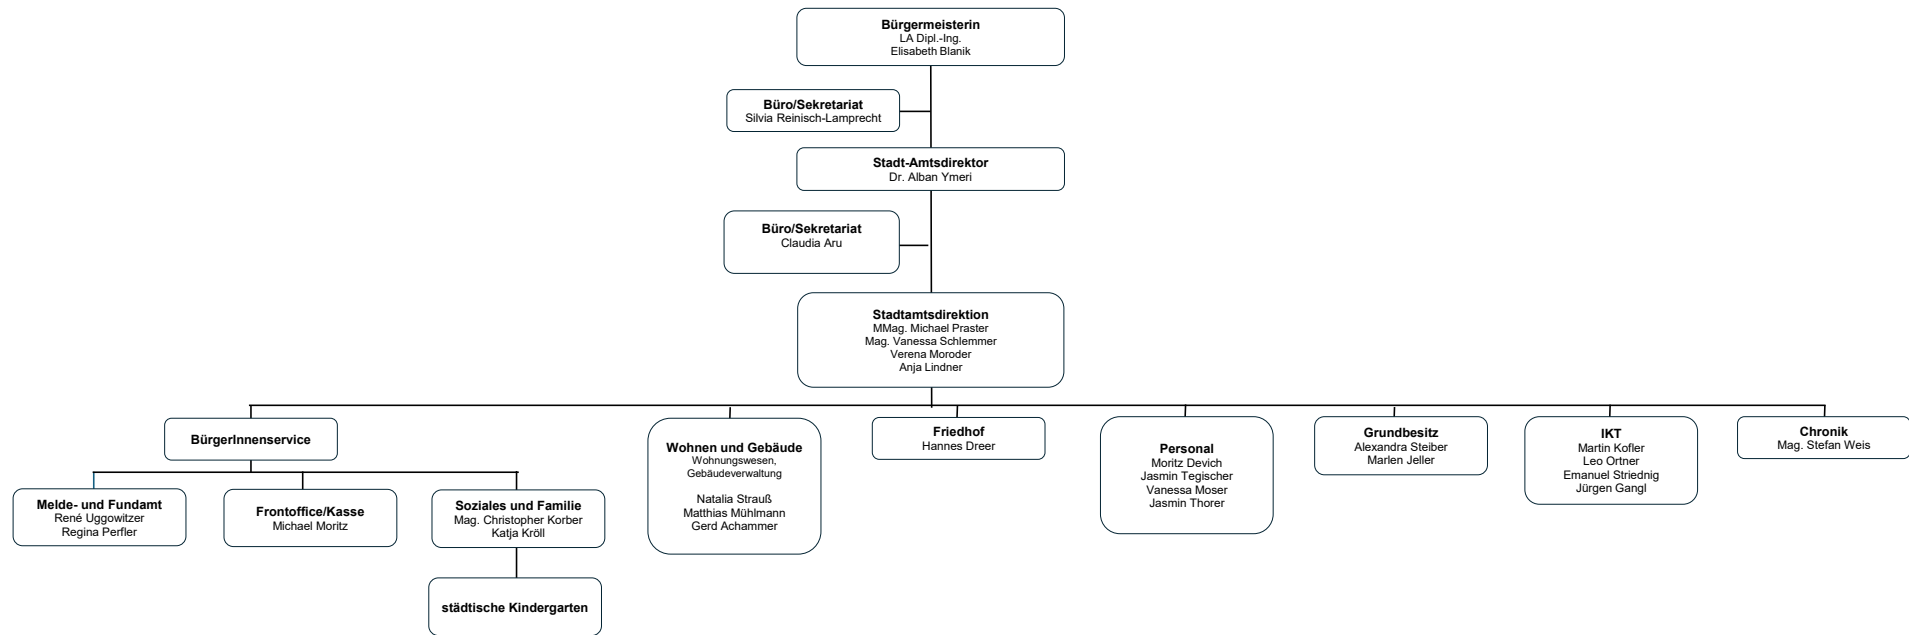 Bürgermeisterin
LA Dipl.-Ing.
Elisabeth Blanik
Büro/Sekretariat
Silvia Reinisch-Lamprecht
Stadt-Amtsdirektor
Dr. Alban Ymeri
Büro/Sekretariat
Claudia Aru
Stadtamtsdirektion
MMag. Michael Praster
Mag. Vanessa Schlemmer
Verena Moroder
Anja Lindner
BürgerInnenservice
Wohnen und Gebäude
Wohnungswesen,
Gebäudeverwaltung
Natalia Strauß
Matthias Mühlmann
Gerd Achammer
Friedhof
Hannes Dreer
Personal
Moritz Devich
Jasmin Tegischer
Vanessa Moser
Jasmin Thorer
Grundbesitz
Alexandra Steiber
Marlen Jeller
IKT
Martin Kofler
Leo Ortner
Emanuel Striednig
Jürgen Gangl
Chronik
Mag. Stefan Weis
Melde- und Fundamt
René Uggowitzer
Regina Perfler
Frontoffice/Kasse
Michael Moritz
Soziales und Familie
Mag. Christopher Korber
Katja Kröll
städtische Kindergarten